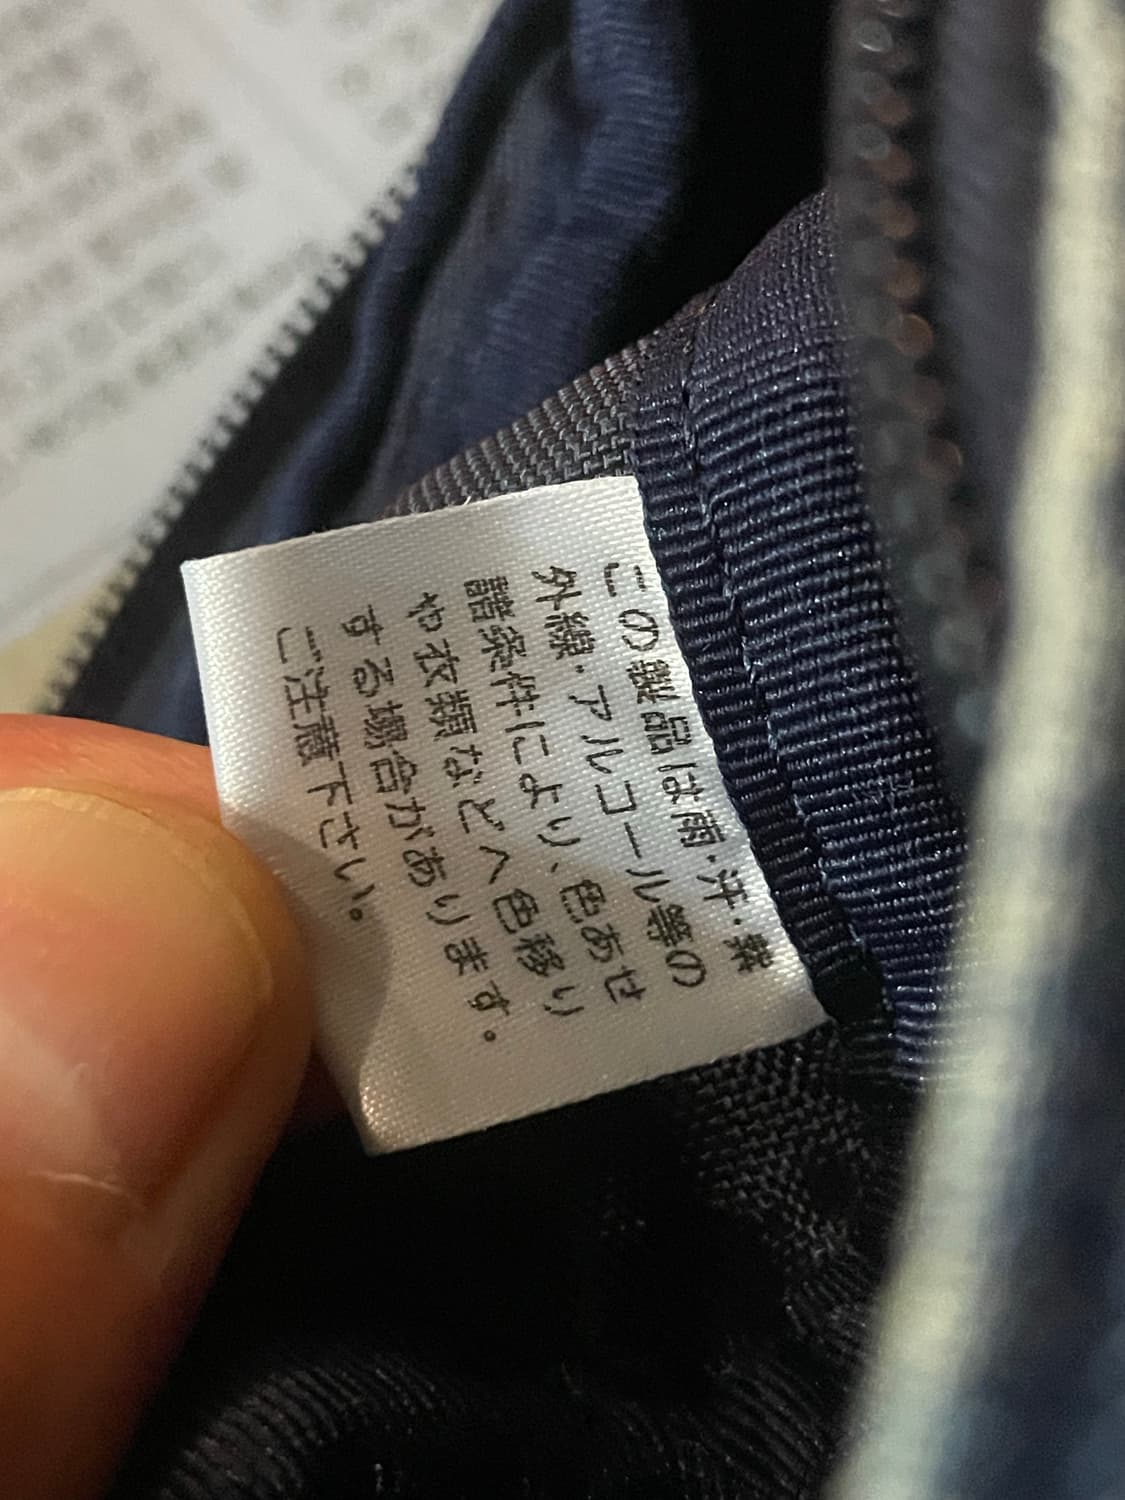 この製品は雨・汗・紫
外線・アルコール等の
諸条件により、色あせ
や衣類などへ色移り
する場合があります。
ご注意下さい。